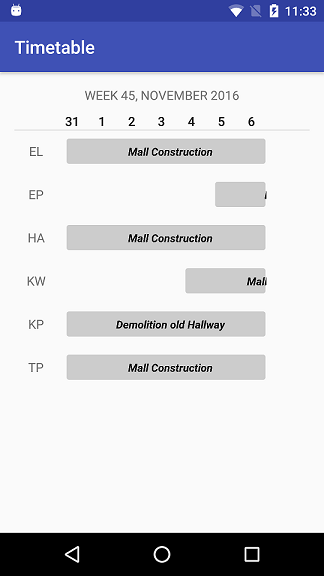 11:33
Timetable
WEEK 45, NOVEMBER 2016
31 1 2 3 4 5 6
EL Mall Construction
EP
HA Mall Construction
KW Mall
KP Demolition old Hallway
TP Mall Construction